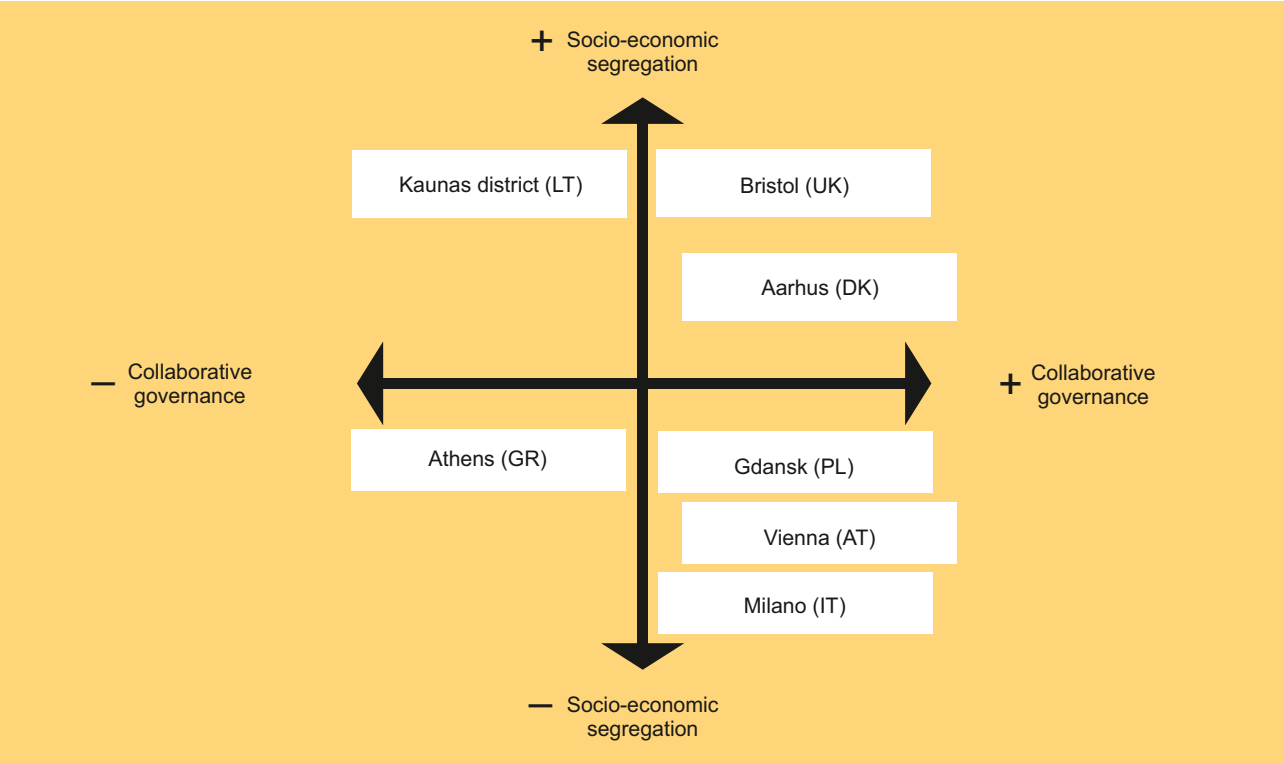 + Socio-economic
segregation
Kaunas district (LT)
Bristol (UK)
Aarhus (DK)
— Collaborative
governance
+ Collaborative
governance
Athens (GR)
Gdansk (PL)
Vienna (AT)
Milano (IT)
— Socio-economic
segregation